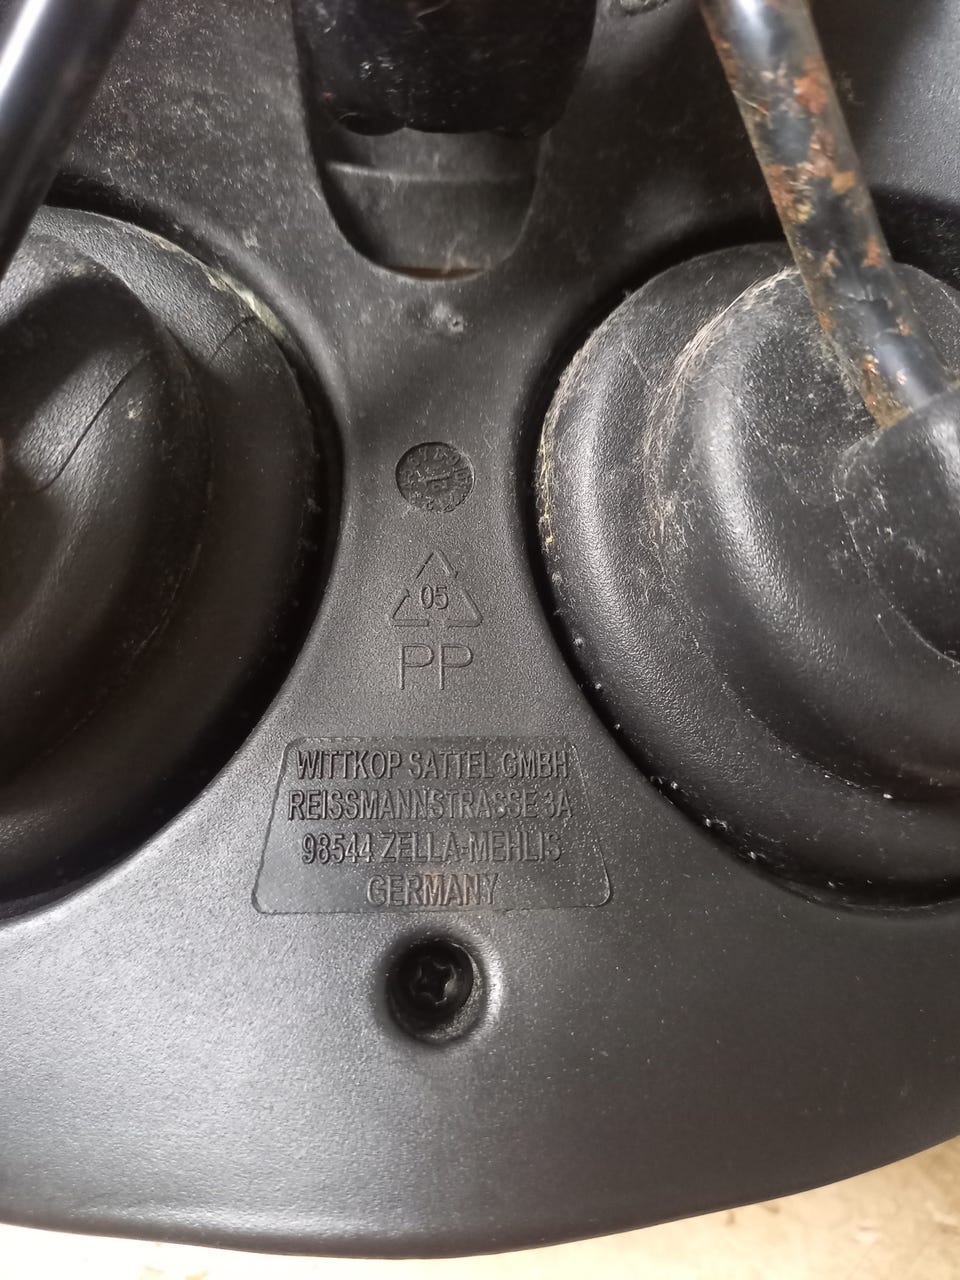 05
PP
WITTKOP SATTEL GMBH
REISSMANNSTRASSE 3A
98544 ZELLA-MEHLIS
GERMANY